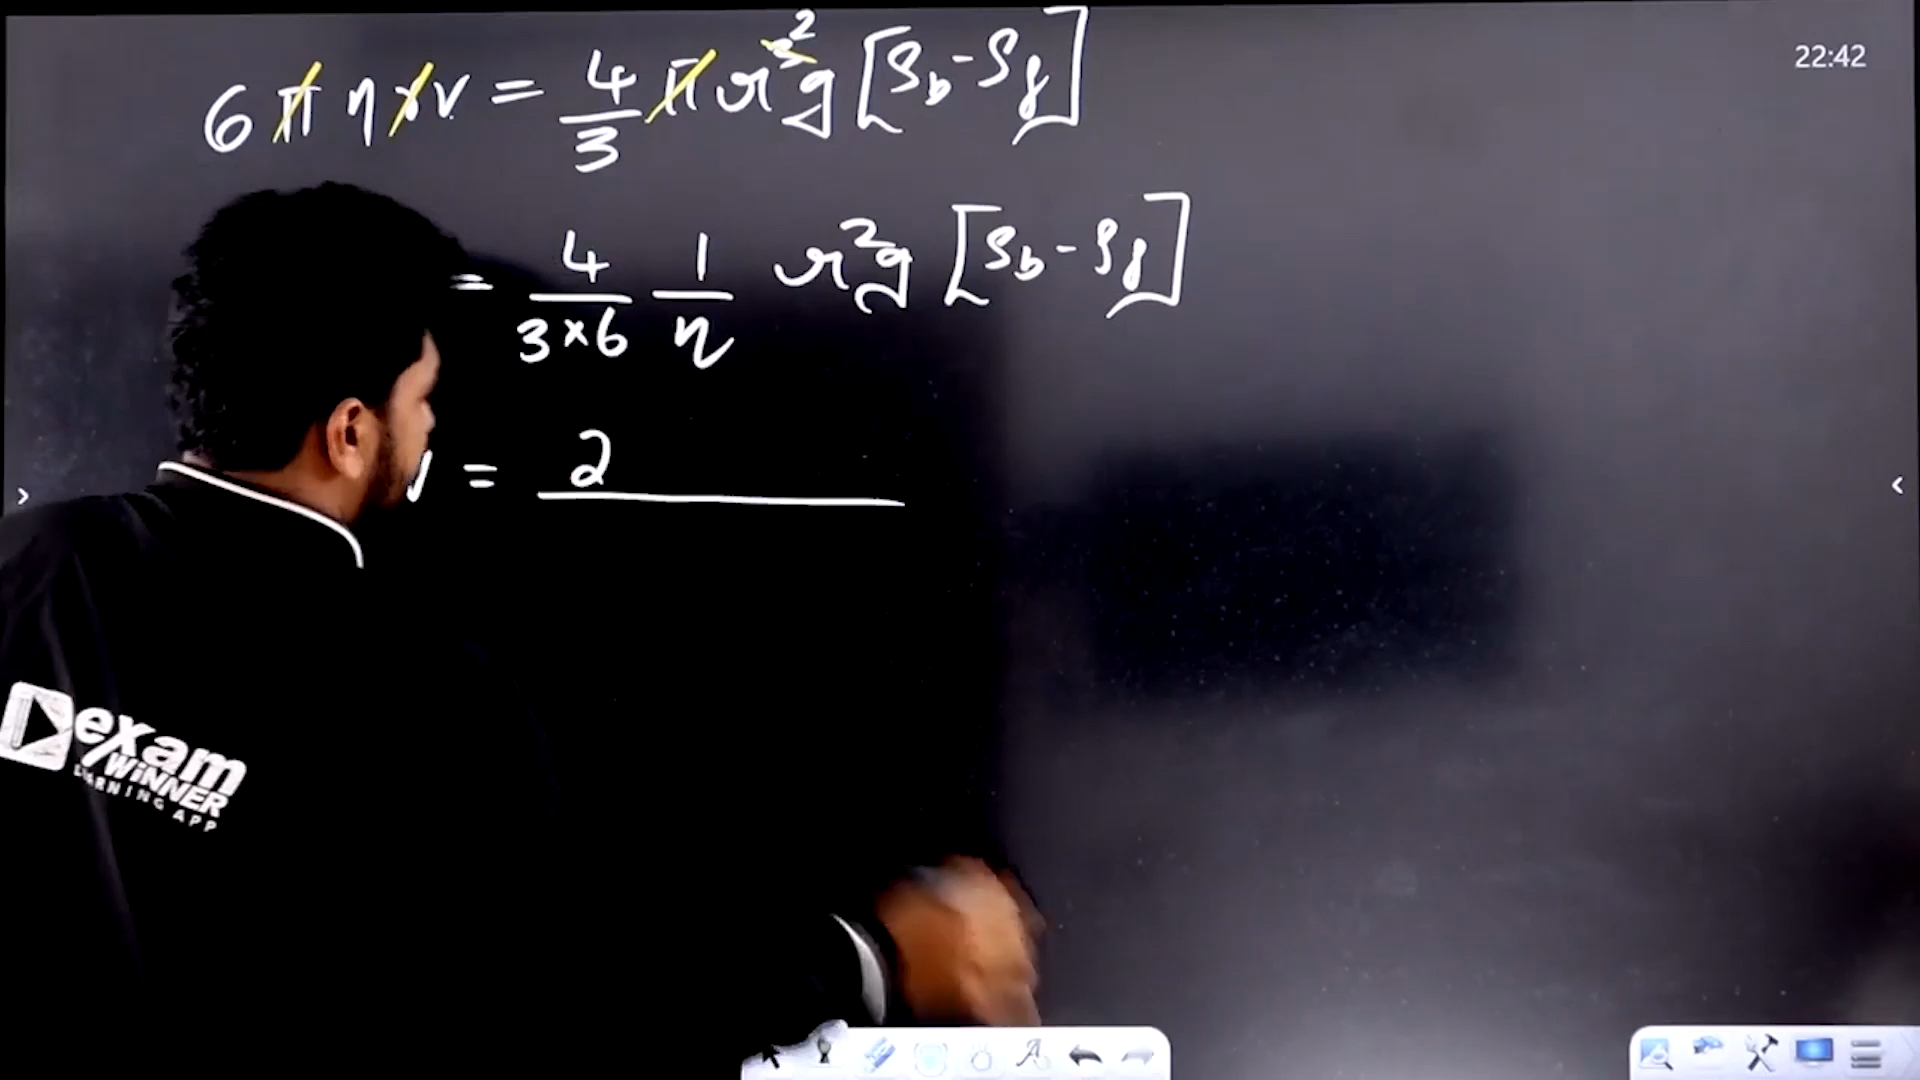 22:42
6πηrv = 4/3 πr³²g [ρb - ρf]
= 4/3×6 1/η r²g [ρb - ρf]
v = 2
exam
WiNNER
LEARNING APP